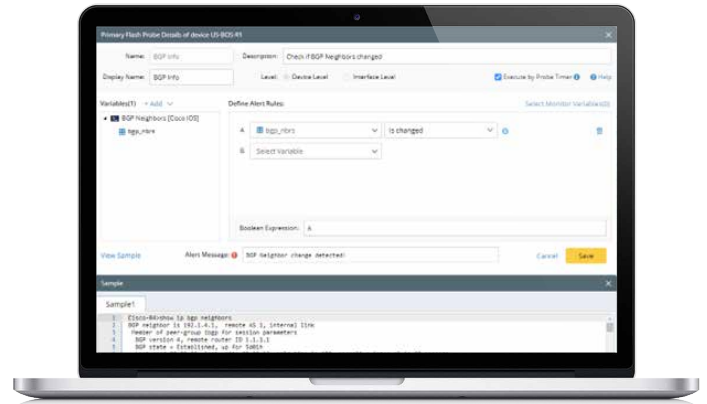 Primary Flash Probe Details of device US-BOS-R1
Name: BGP Info Description: Check if BGP Neighbors changed
Display Name: BGP Info Level: Device Level Interface Level Execute by Probe Timer Help
Variables(1) + Add Define Alert Rules: Select Monitor Variables(0)
BGP Neighbors [Cisco IOS]
bgp_nbrs
A bgp_nbrs Is changed
B Select Variable
Boolean Expression: A
View Sample Alert Message: BGP Neighbor change detected! Cancel Save
Sample
Sample1
1 Cisco-R4>show ip bgp neighbors
2 BGP neighbor is 192.1.4.1, remote AS 1, internal link
3 Member of peer-group for session parameters
4 BGP version 4, remote router ID 1.1.3.1
5 BGP state = Established, up for